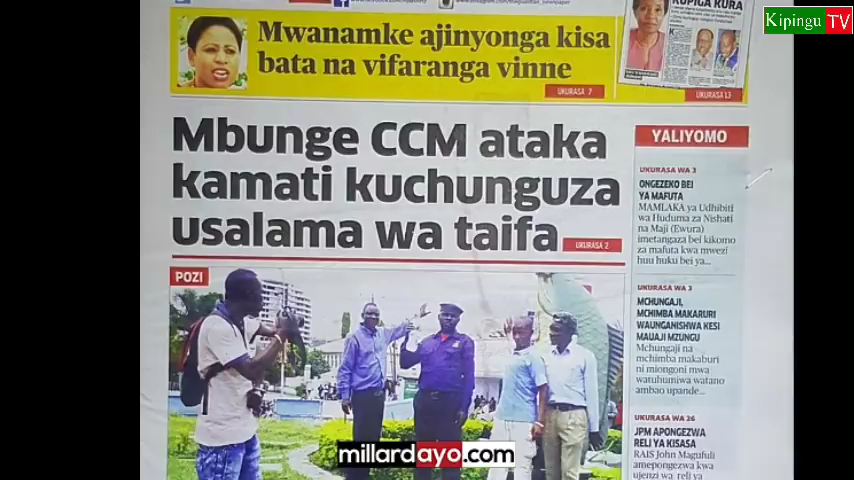 KUPIGA KURA
Kipingu TV
Mwanamke ajinyonga kisa
bata na vifaranga vinne
UKURASA 7
UKURASA 13
Mbunge CCM ataka
kamati kuchunguza
usalama wa taifa
UKURASA 2
YALIYOMO
UKURASA WA 3
ONGEZEKO BEI
YA MAFUTA
MAMLAKA ya Udhibiti
wa Huduma za Nishati
na Maji (Ewura)
imetangaza bei kikomo
za mafuta kwa mwezi
huu huku bei ya...
UKURASA WA 3
MCHUNGAJI,
MCHIMBA MAKABURI
WAUNGANISHWA KESI
MAUAJI MZUNGU
Mchungaji na
mchimba makaburi
ni miongoni mwa
watuhumiwa watano
ambao upande...
UKURASA WA 26
JPM APONGEZWA
RELI YA KISASA
RAIS John Magufuli
amepongezwa kwa
ujenzi wa reli ya
POZI
millardayo.com